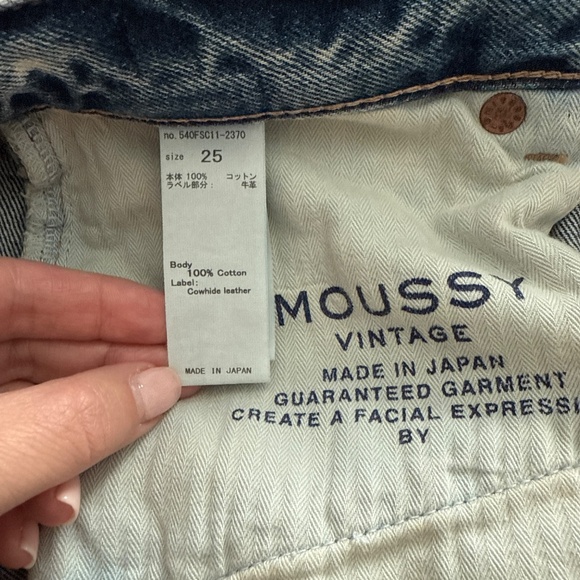 no. 540FSC11-2370
size 25
本体 100% コットン
ラベル部分: 牛革
Body
100% Cotton
Label:
Cowhide leather
MADE IN JAPAN
MOUSSY
VINTAGE
MADE IN JAPAN
GUARANTEED GARMENT
CREATE A FACIAL EXPRESSI
BY